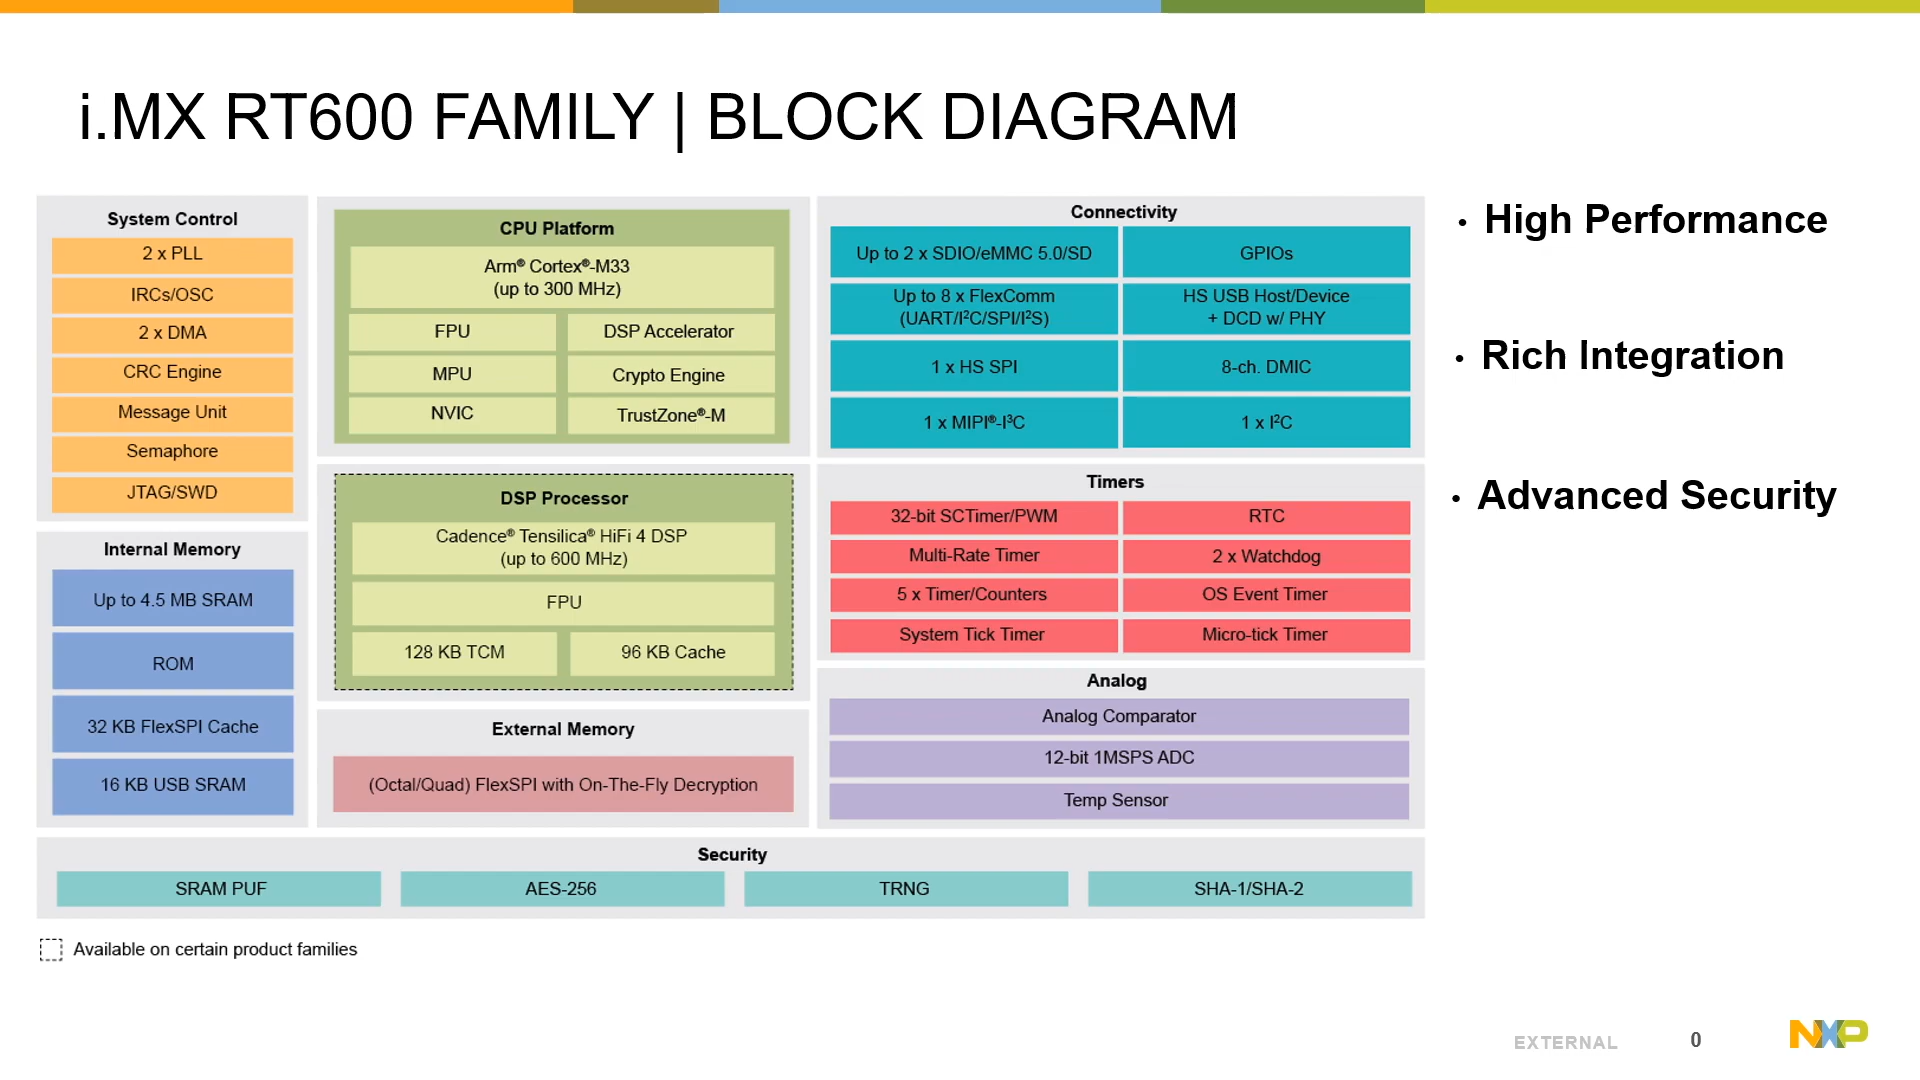 i.MX RT600 FAMILY | BLOCK DIAGRAM
System Control
2 x PLL
IRCs/OSC
2 x DMA
CRC Engine
Message Unit
Semaphore
JTAG/SWD
Internal Memory
Up to 4.5 MB SRAM
ROM
32 KB FlexSPI Cache
16 KB USB SRAM
CPU Platform
Arm® Cortex®-M33
(up to 300 MHz)
FPU
DSP Accelerator
MPU
Crypto Engine
NVIC
TrustZone®-M
DSP Processor
Cadence® Tensilica® HiFi 4 DSP
(up to 600 MHz)
FPU
128 KB TCM
96 KB Cache
External Memory
(Octal/Quad) FlexSPI with On-The-Fly Decryption
Connectivity
Up to 2 x SDIO/eMMC 5.0/SD
GPIOs
Up to 8 x FlexComm
(UART/I²C/SPI/I²S)
HS USB Host/Device
+ DCD w/ PHY
1 x HS SPI
8-ch. DMIC
1 x MIPI®-I³C
1 x I²C
Timers
32-bit SCTimer/PWM
RTC
Multi-Rate Timer
2 x Watchdog
5 x Timer/Counters
OS Event Timer
System Tick Timer
Micro-tick Timer
Analog
Analog Comparator
12-bit 1MSPS ADC
Temp Sensor
Security
SRAM PUF
AES-256
TRNG
SHA-1/SHA-2
Available on certain product families
• High Performance
• Rich Integration
• Advanced Security
EXTERNAL
0
NXP